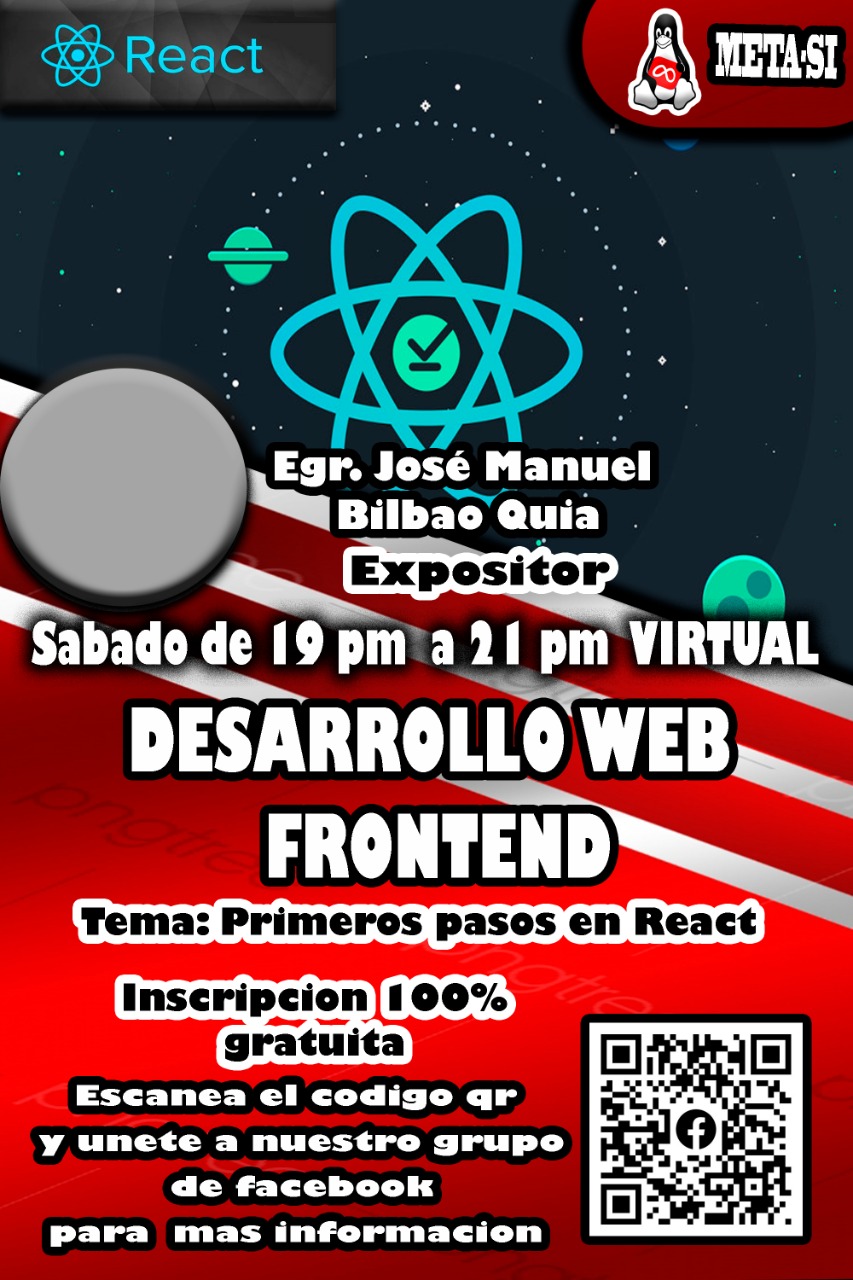 React
META-SI
Egr. José Manuel
Bilbao Quia
Expositor
Sabado de 19 pm a 21 pm VIRTUAL
DESARROLLO WEB
FRONTEND
Tema: Primeros pasos en React
Inscripcion 100%
gratuita
Escanea el codigo qr
y unete a nuestro grupo
de facebook
para mas informacion
pngtree